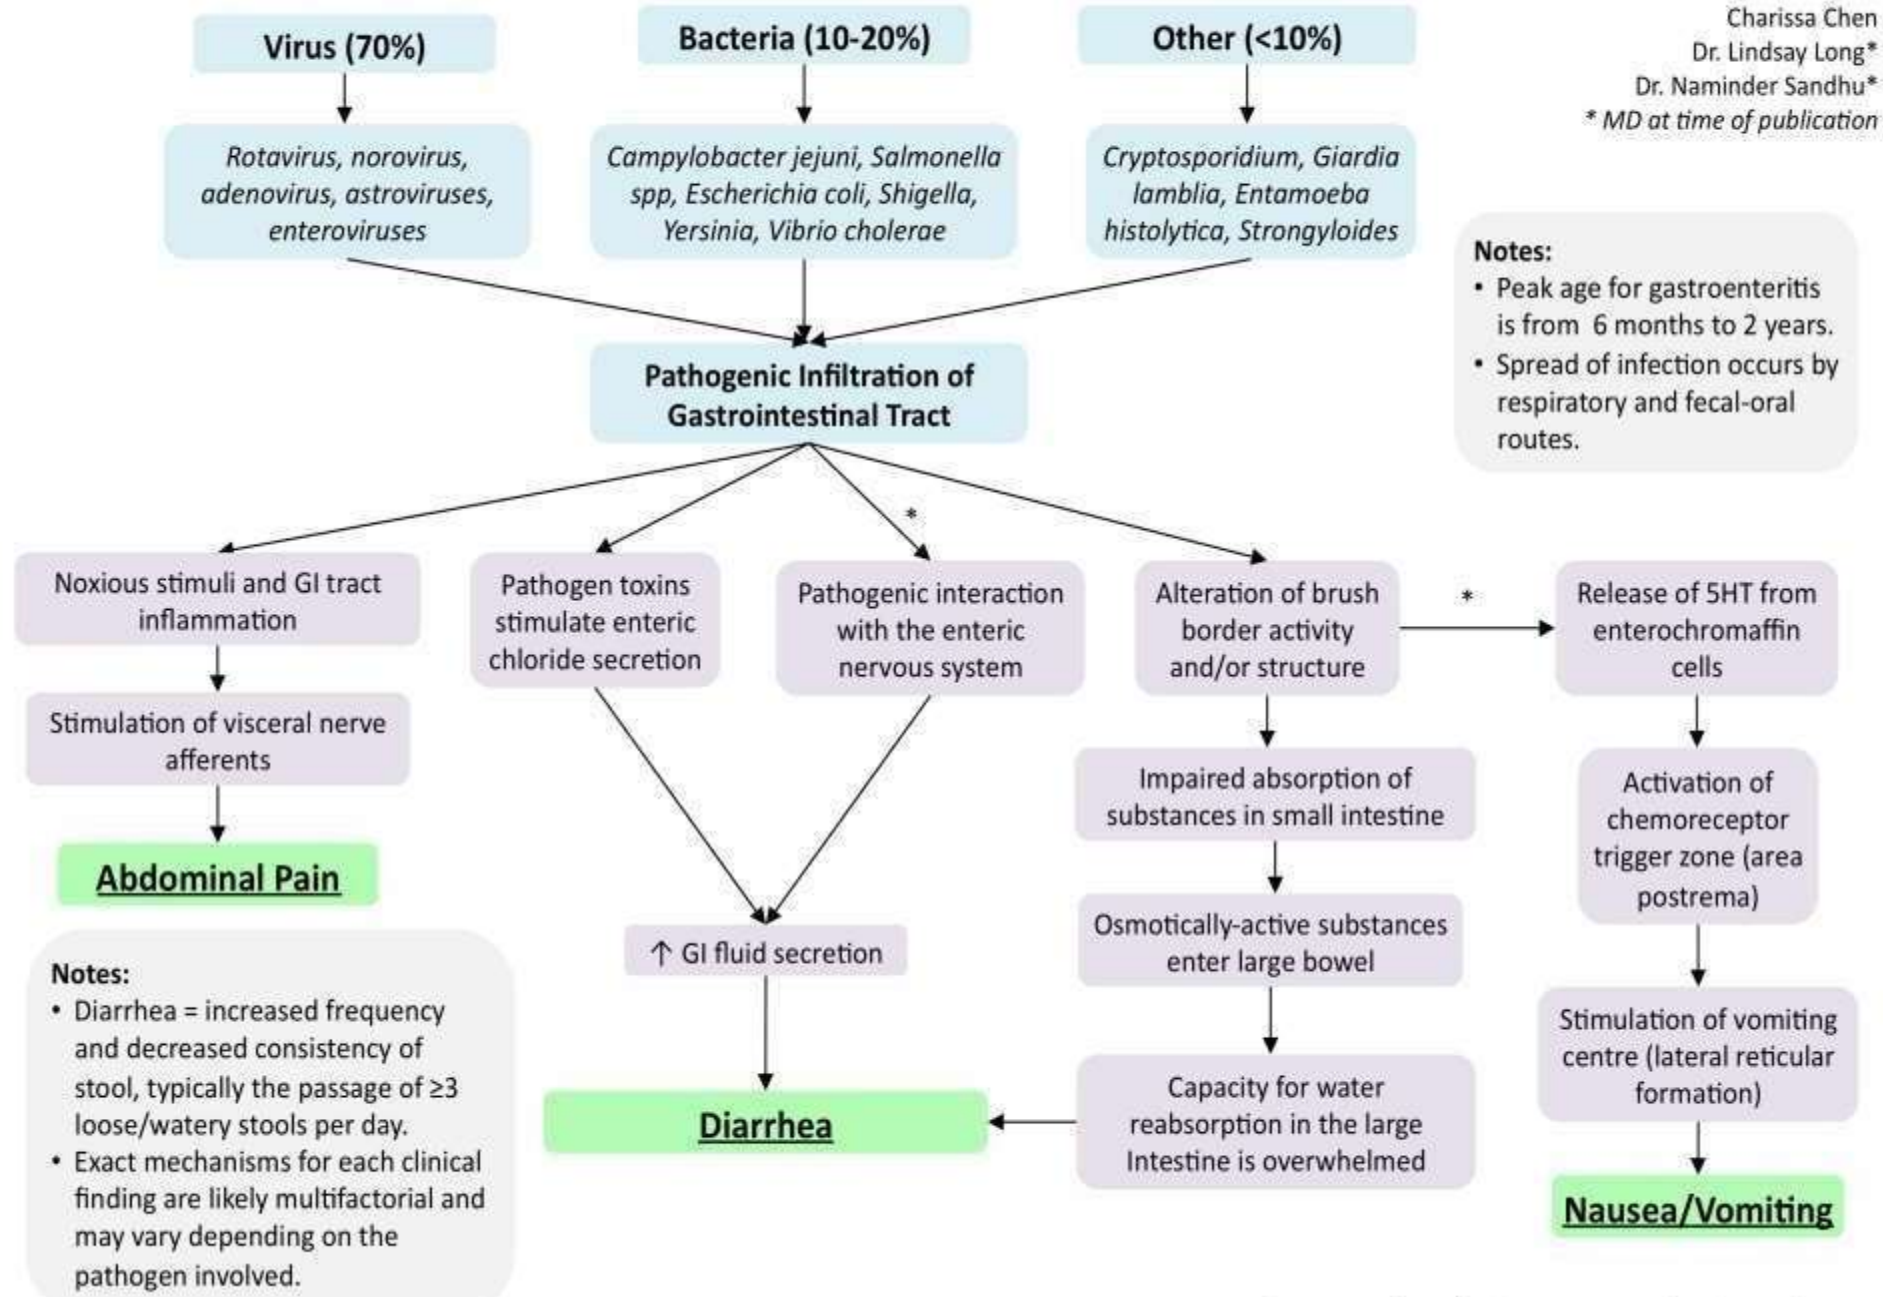 Virus (70%)
Bacteria (10-20%)
Other (<10%)
Charissa Chen
Dr. Lindsay Long*
Dr. Naminder Sandhu*
* MD at time of publication
Rotavirus, norovirus,
adenovirus, astroviruses,
enteroviruses
Campylobacter jejuni, Salmonella
spp, Escherichia coli, Shigella,
Yersinia, Vibrio cholerae
Cryptosporidium, Giardia
lamblia, Entamoeba
histolytica, Strongyloides
Notes:
• Peak age for gastroenteritis
is from 6 months to 2 years.
• Spread of infection occurs by
respiratory and fecal-oral
routes.
Pathogenic Infiltration of
Gastrointestinal Tract
*
Noxious stimuli and GI tract
inflammation
Pathogen toxins
stimulate enteric
chloride secretion
Pathogenic interaction
with the enteric
nervous system
Alteration of brush
border activity
and/or structure
*
Release of 5HT from
enterochromaffin
cells
Stimulation of visceral nerve
afferents
Impaired absorption of
substances in small intestine
Activation of
chemoreceptor
trigger zone (area
postrema)
Abdominal Pain
↑ GI fluid secretion
Osmotically-active substances
enter large bowel
Notes:
• Diarrhea = increased frequency
and decreased consistency of
stool, typically the passage of ≥3
loose/watery stools per day.
• Exact mechanisms for each clinical
finding are likely multifactorial and
may vary depending on the
pathogen involved.
Stimulation of vomiting
centre (lateral reticular
formation)
Diarrhea
Capacity for water
reabsorption in the large
Intestine is overwhelmed
Nausea/Vomiting